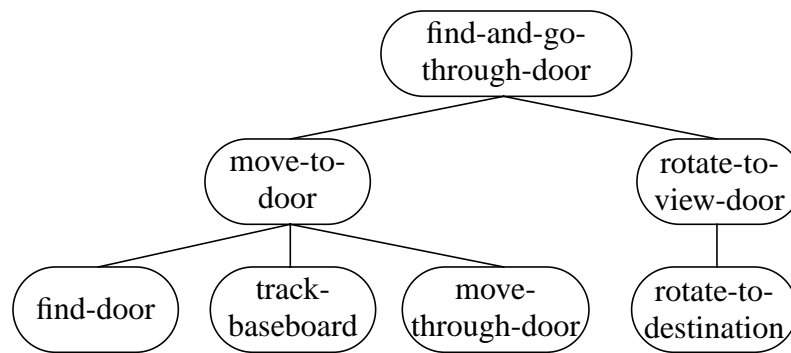 find-and-go-
through-door
move-to-
door
rotate-to-
view-door
find-door
track-
baseboard
move-
through-door
rotate-to-
destination